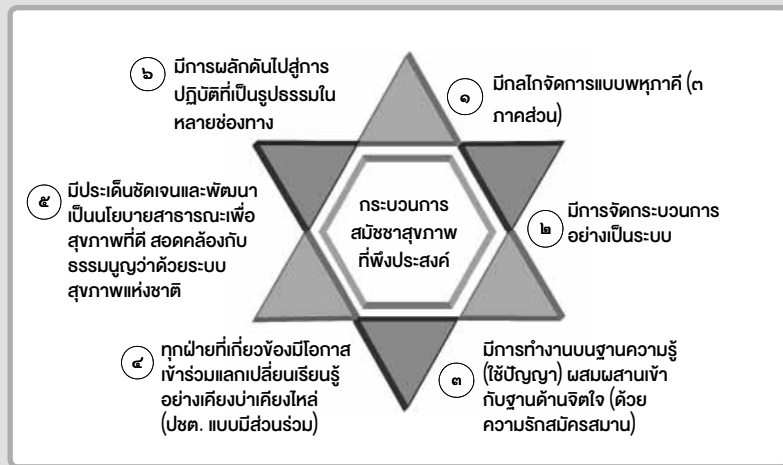 กระบวนการ
สมัชชาสุขภาพ
ที่พึงประสงค์
๑
มีกลไกจัดการแบบพหุภาคี (๓
ภาคส่วน)
๒
มีการจัดกระบวนการ
อย่างเป็นระบบ
๓
มีการทำงานบนฐานความรู้
(ใช้ปัญญา) ผสมผสานเข้า
กับฐานด้านจิตใจ (ด้วย
ความรักสมัครสมาน)
๔
ทุกฝ่ายที่เกี่ยวข้องมีโอกาส
เข้าร่วมแลกเปลี่ยนเรียนรู้
อย่างเคียงบ่าเคียงไหล่
(ปชต. แบบมีส่วนร่วม)
๕
มีประเด็นชัดเจนและพัฒนา
เป็นนโยบายสาธารณะเพื่อ
สุขภาพที่ดี สอดคล้องกับ
ธรรมนูญว่าด้วยระบบ
สุขภาพแห่งชาติ
๖
มีการผลักดันไปสู่การ
ปฏิบัติที่เป็นรูปธรรมใน
หลายช่องทาง